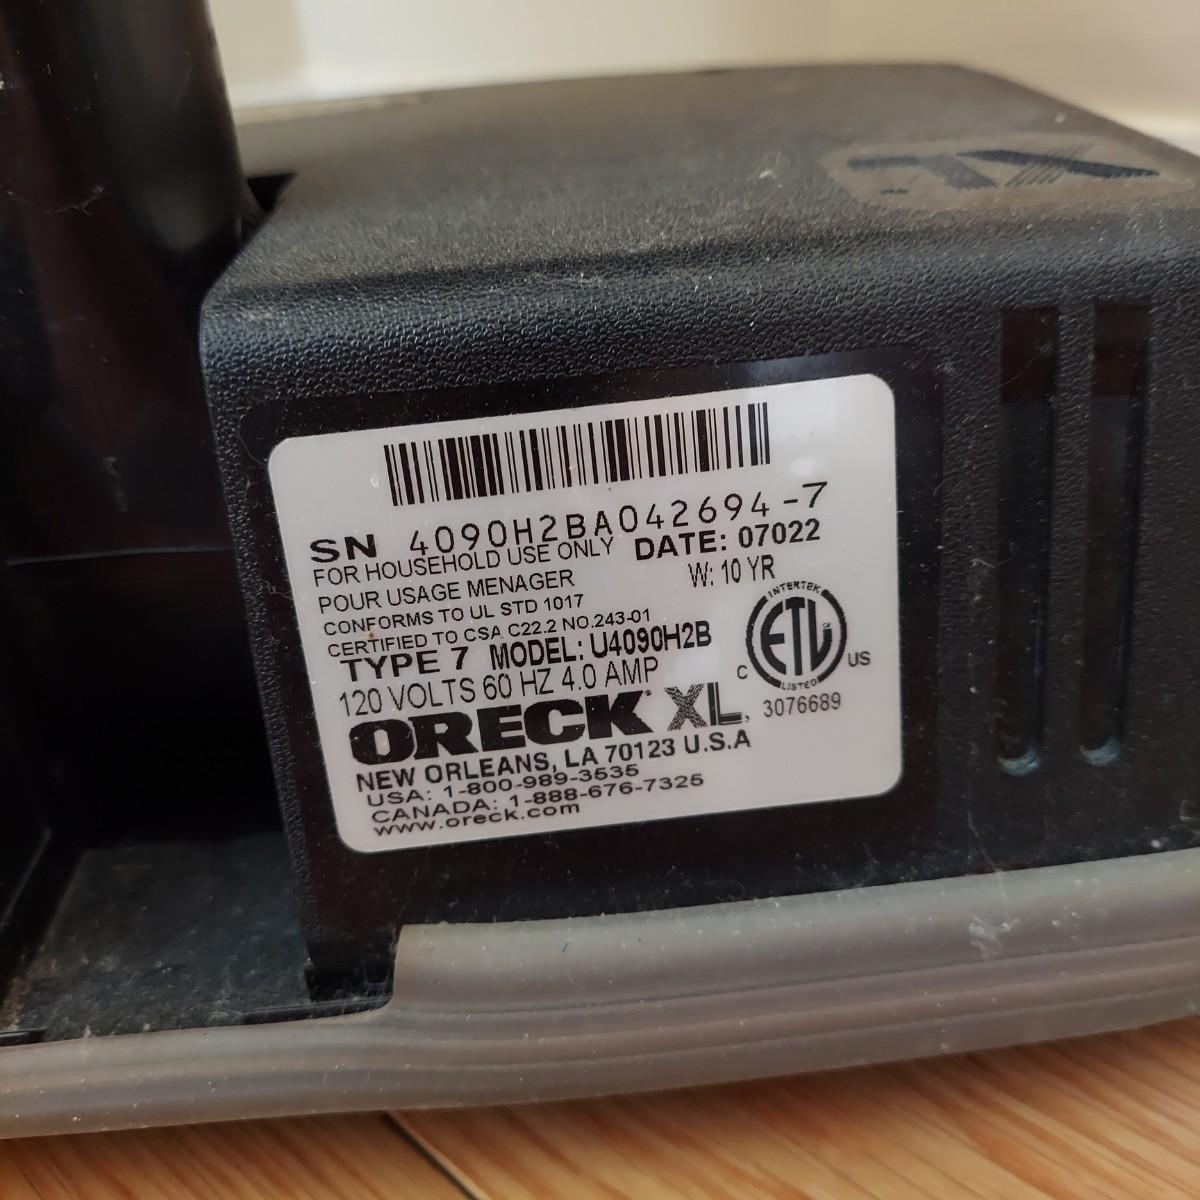 XL
SN 4090H2BA042694-7
FOR HOUSEHOLD USE ONLY DATE: 07022
POUR USAGE MENAGER W: 10 YR
CONFORMS TO UL STD 1017
CERTIFIED TO CSA C22.2 NO.243-01
TYPE 7 MODEL: U4090H2B
120 VOLTS 60 HZ 4.0 AMP
INTERTEK
ETL
LISTED
C US
3076689
ORECK XL
NEW ORLEANS, LA 70123 U.S.A
USA: 1-800-989-3535
CANADA: 1-888-676-7325
www.oreck.com